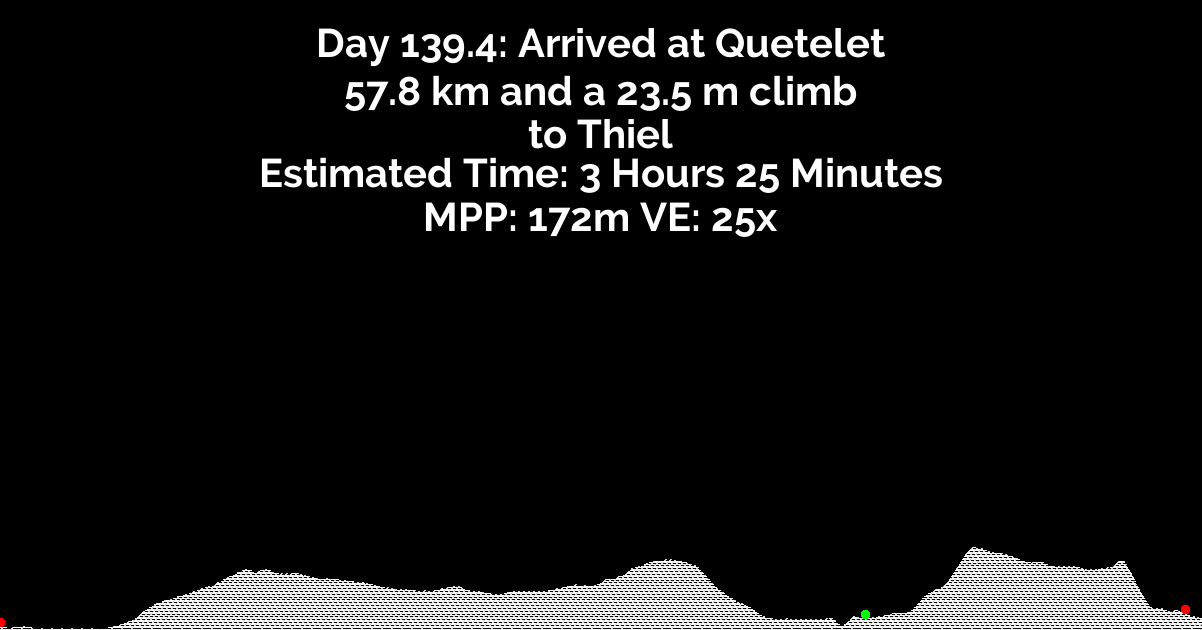 Day 139.4: Arrived at Quetelet
57.8 km and a 23.5 m climb
to Thiel
Estimated Time: 3 Hours 25 Minutes
MPP: 172m VE: 25x